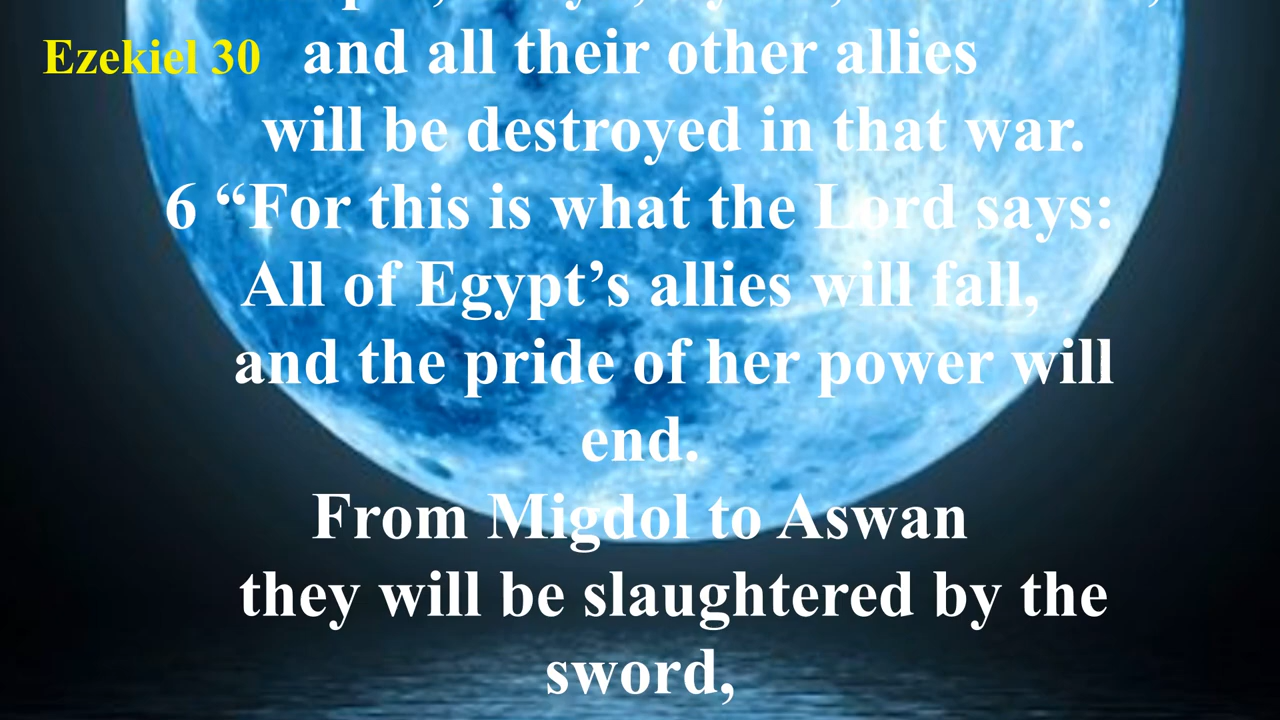 Ezekiel 30
and all their other allies
will be destroyed in that war.
6 “For this is what the Lord says:
All of Egypt’s allies will fall,
and the pride of her power will
end.
From Migdol to Aswan
they will be slaughtered by the
sword,